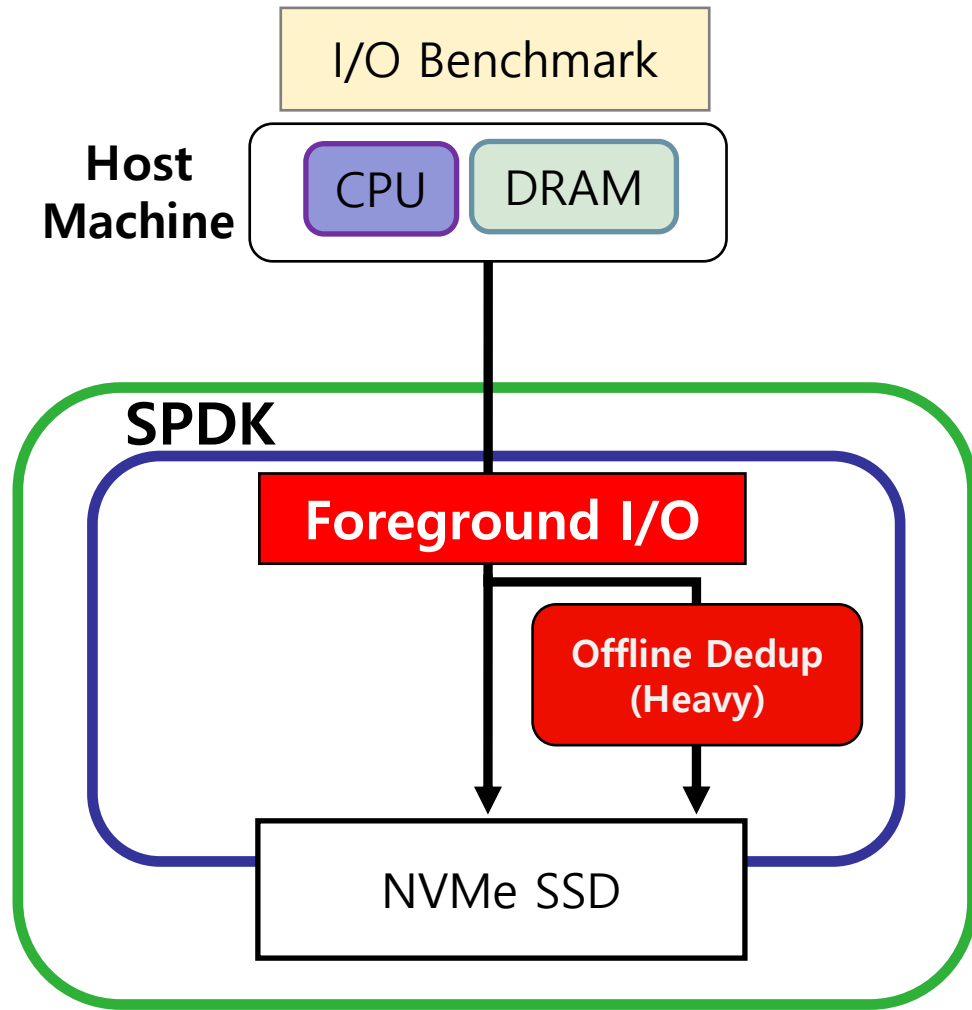 I/O Benchmark
Host
Machine
CPU
DRAM
SPDK
Foreground I/O
Offline Dedup
(Heavy)
NVMe SSD